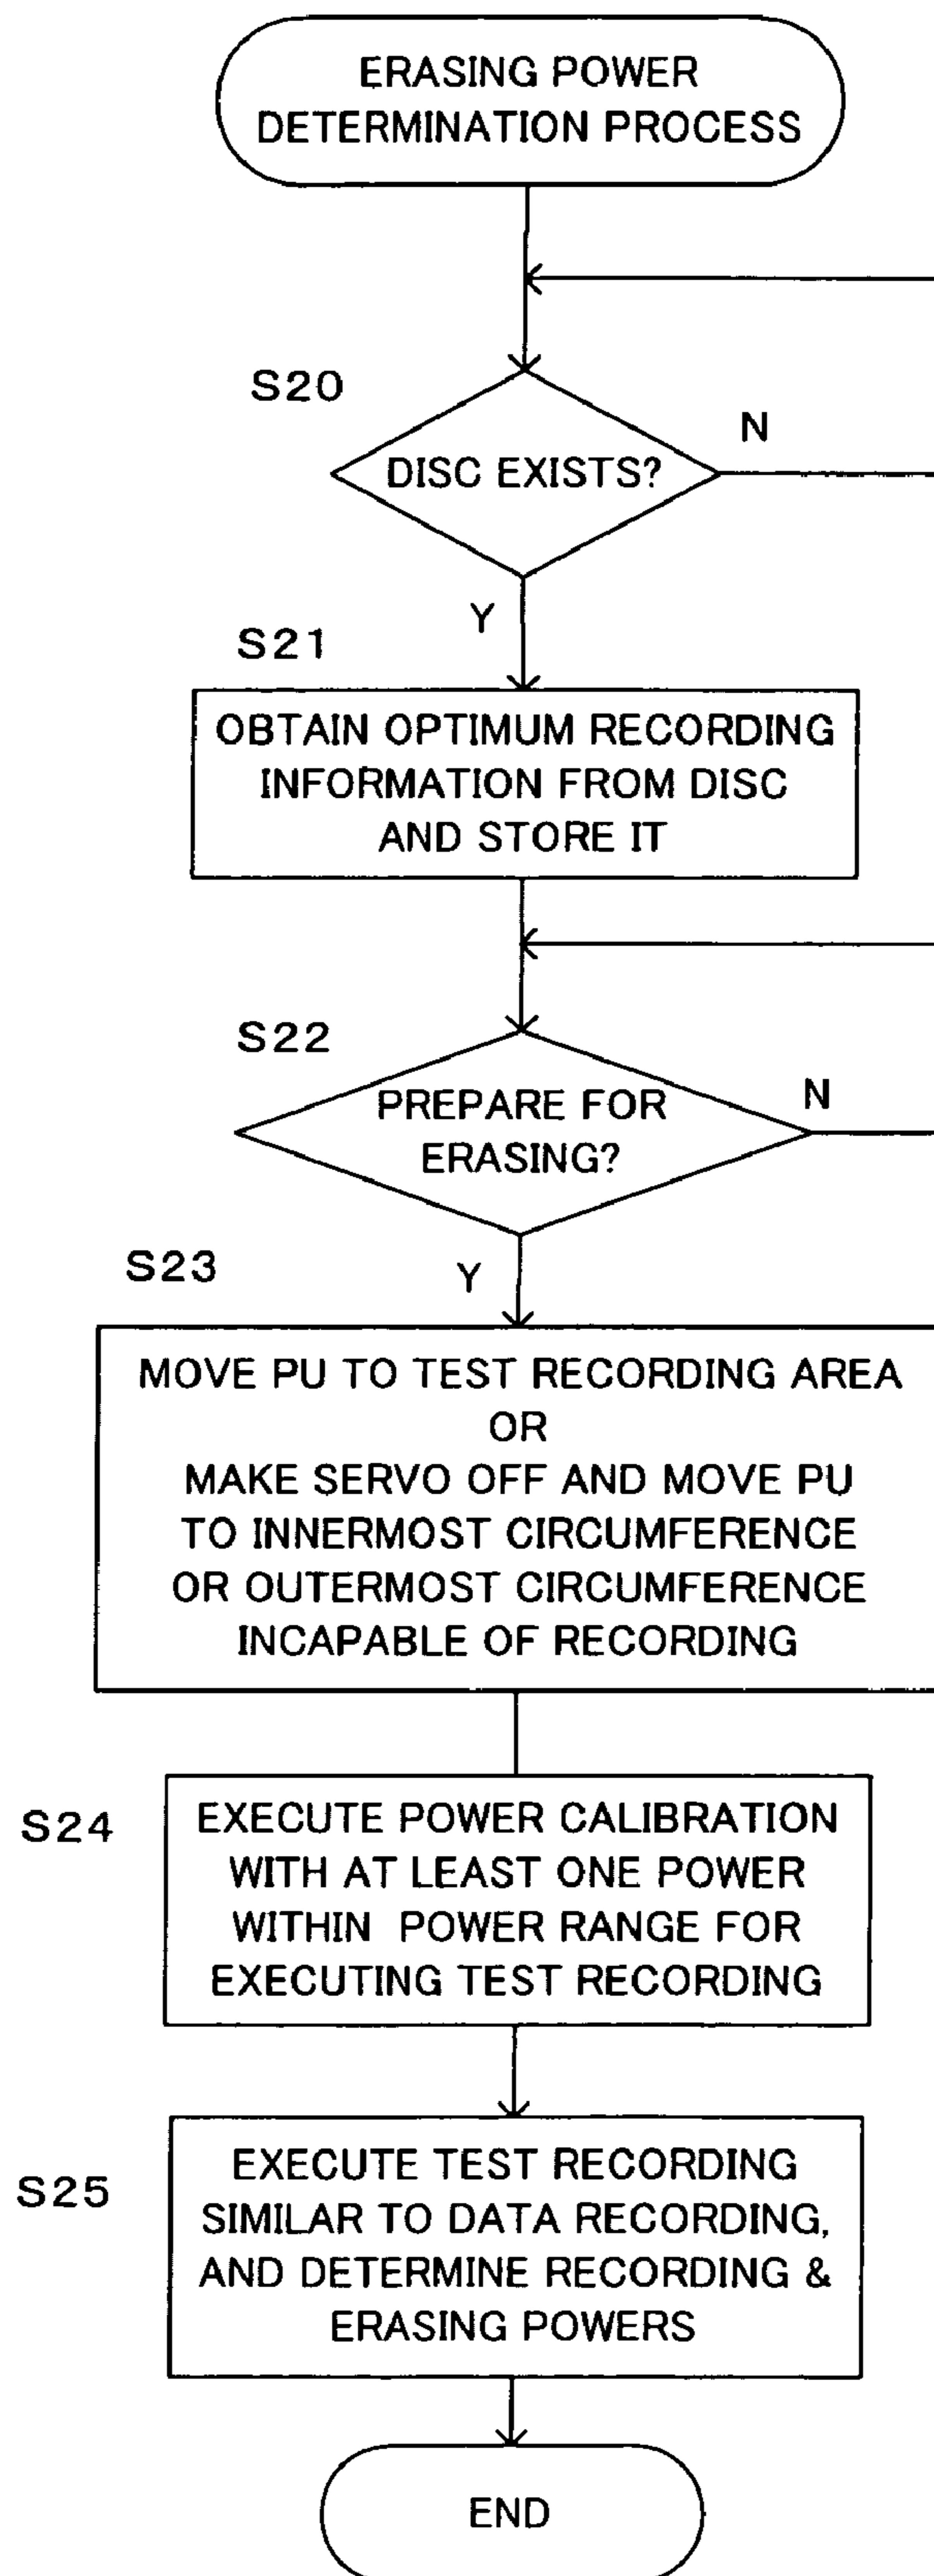 ERASING POWER
DETERMINATION PROCESS
S20
DISC EXISTS?
N
Y
S21
OBTAIN OPTIMUM RECORDING
INFORMATION FROM DISC
AND STORE IT
S22
PREPARE FOR
ERASING?
N
Y
S23
MOVE PU TO TEST RECORDING AREA
OR
MAKE SERVO OFF AND MOVE PU
TO INNERMOST CIRCUMFERENCE
OR OUTERMOST CIRCUMFERENCE
INCAPABLE OF RECORDING
S24
EXECUTE POWER CALIBRATION
WITH AT LEAST ONE POWER
WITHIN POWER RANGE FOR
EXECUTING TEST RECORDING
S25
EXECUTE TEST RECORDING
SIMILAR TO DATA RECORDING,
AND DETERMINE RECORDING &
ERASING POWERS
END